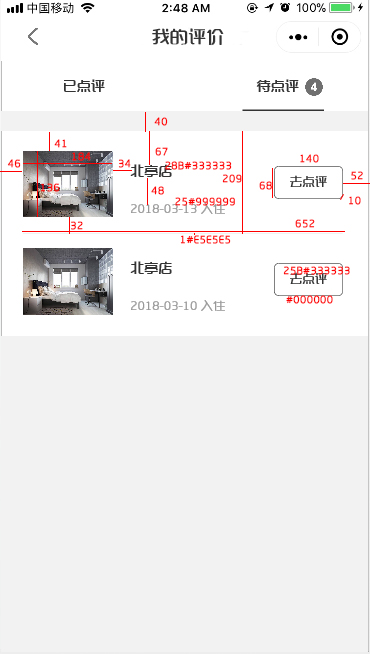 中国移动 2:48 AM 100%
我的评价
已点评 待点评 4
40
41
67
140
46 184 34 北亭店 28B#333333
209 去点评 52
136 48 68
25#999999 10
2018-03-13 入住
32 652
1#E5E5E5
北亭店 25B#333333
去点评
#000000
2018-03-10 入住